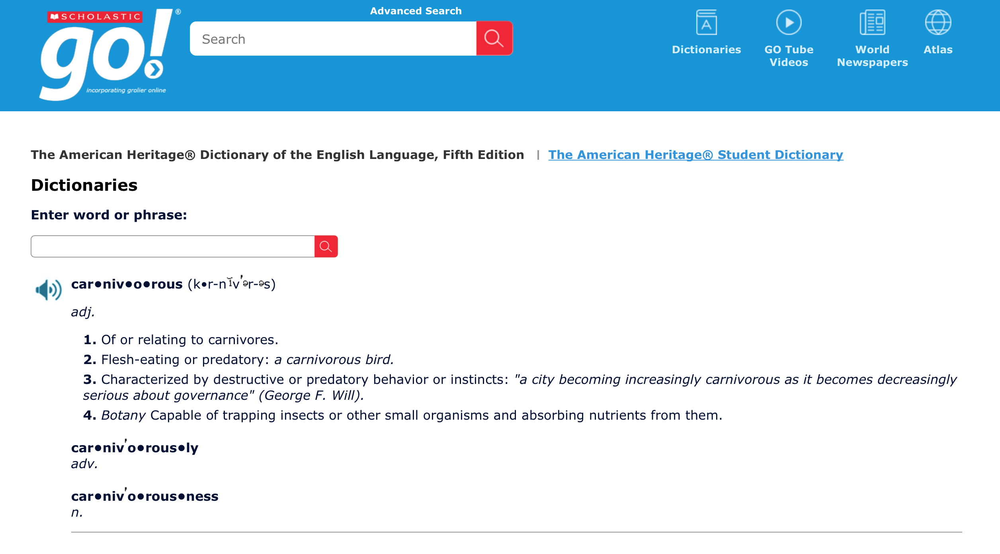 SCHOLASTIC
go!
®
incorporating grolier online
Advanced Search
Search
Dictionaries
GO Tube
Videos
World
Newspapers
Atlas
The American Heritage® Dictionary of the English Language, Fifth Edition | The American Heritage® Student Dictionary
Dictionaries
Enter word or phrase:
car•niv•o•rous (k•r-nĭv'ər-əs)
adj.
1. Of or relating to carnivores.
2. Flesh-eating or predatory: a carnivorous bird.
3. Characterized by destructive or predatory behavior or instincts: "a city becoming increasingly carnivorous as it becomes decreasingly
serious about governance" (George F. Will).
4. Botany Capable of trapping insects or other small organisms and absorbing nutrients from them.
car•niv'o•rous•ly
adv.
car•niv'o•rous•ness
n.